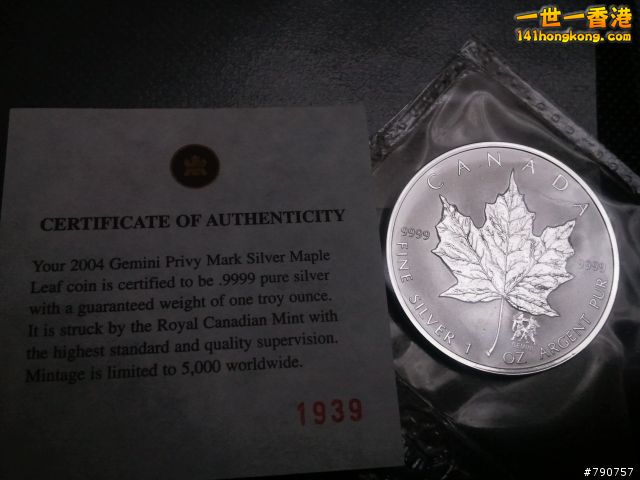 一世一香港
141hongkong.com
CERTIFICATE OF AUTHENTICITY
Your 2004 Gemini Privy Mark Silver Maple
Leaf coin is certified to be .9999 pure silver
with a guaranteed weight of one troy ounce.
It is struck by the Royal Canadian Mint with
the highest standard and quality supervision.
Mintage is limited to 5,000 worldwide.
1939
CANADA
9999
9999
FINE SILVER 1 OZ ARGENT PUR
GEMINI
#790757